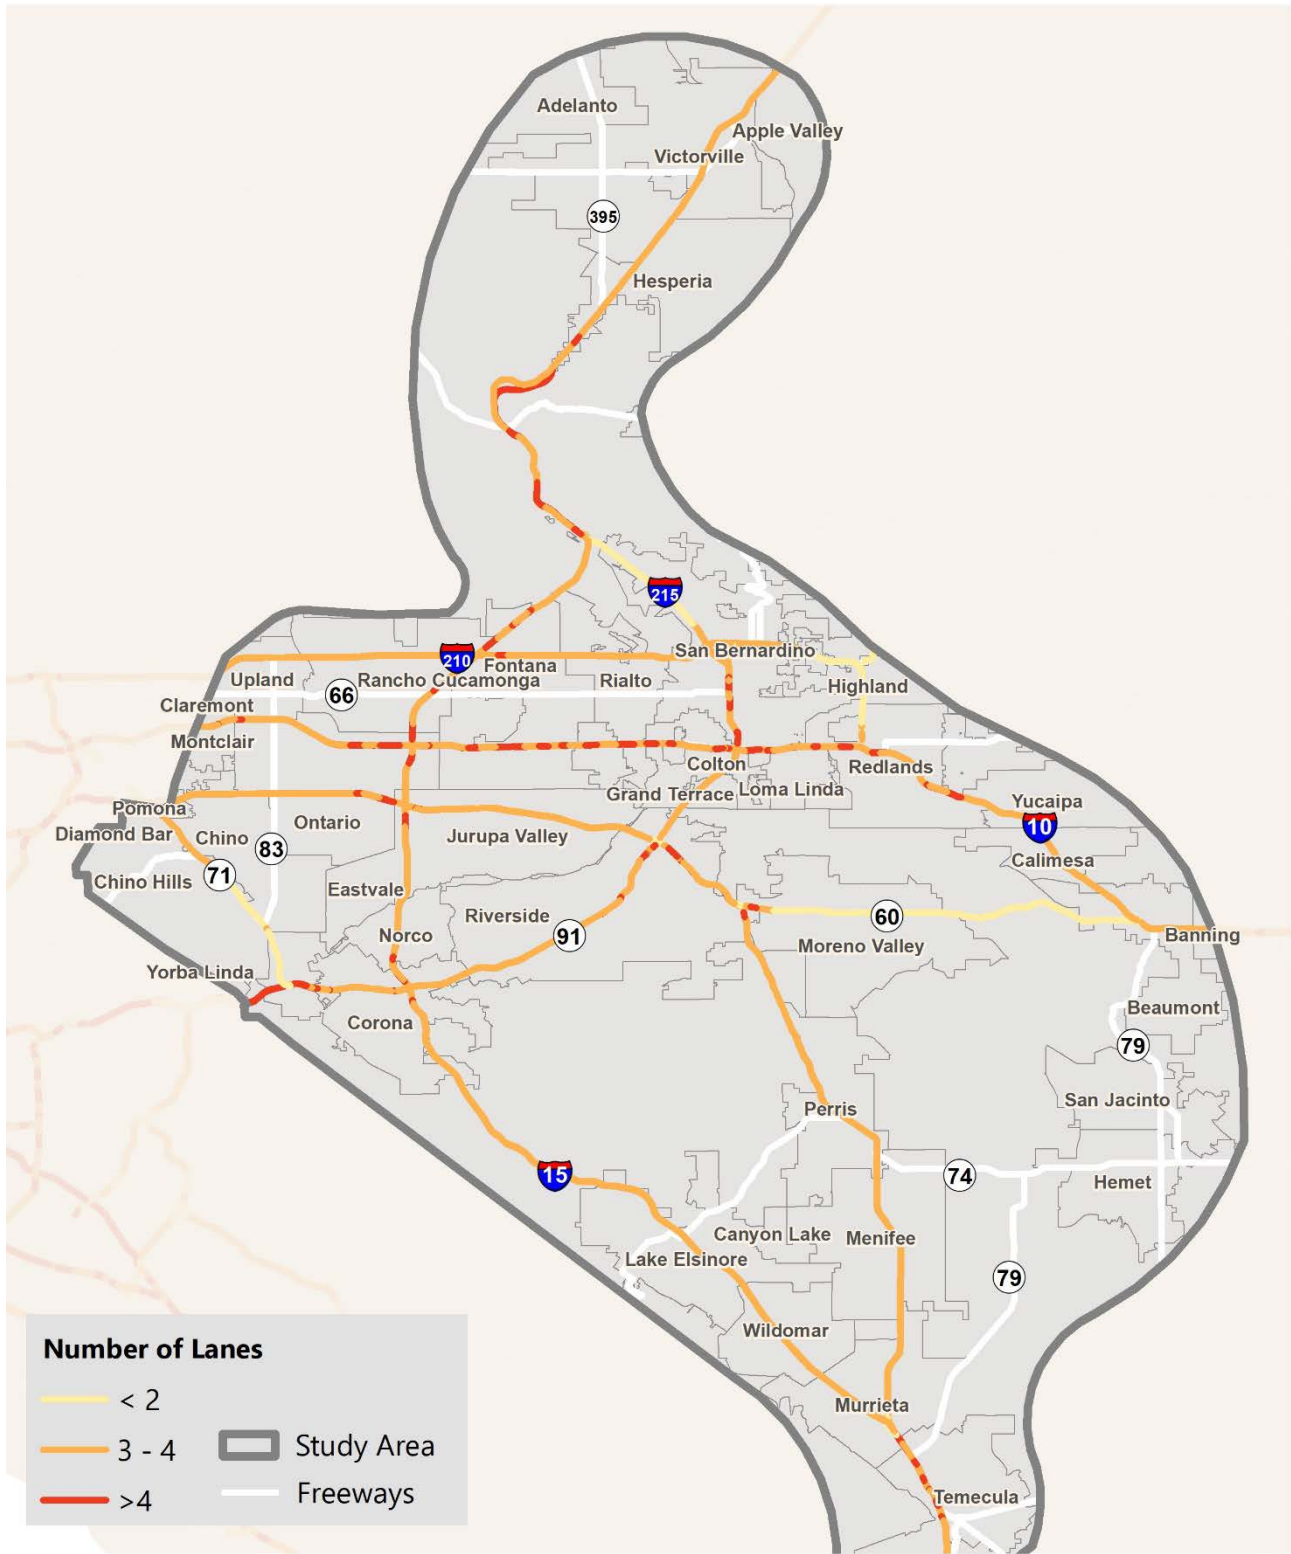 Adelanto
Apple Valley
Victorville
395
Hesperia
215
San Bernardino
210
Fontana
Upland
Rancho Cucamonga
Rialto
66
Highland
Claremont
Montclair
Colton
Redlands
Grand Terrace
Loma Linda
Pomona
Yucaipa
Diamond Bar
Chino
Ontario
Jurupa Valley
10
83
Calimesa
Chino Hills
71
Eastvale
Riverside
60
Norco
91
Moreno Valley
Banning
Yorba Linda
Corona
Beaumont
79
San Jacinto
Perris
15
74
Hemet
Canyon Lake
Menifee
Lake Elsinore
79
Wildomar
Murrieta
Temecula
Number of Lanes
< 2
3 - 4
>4
Study Area
Freeways